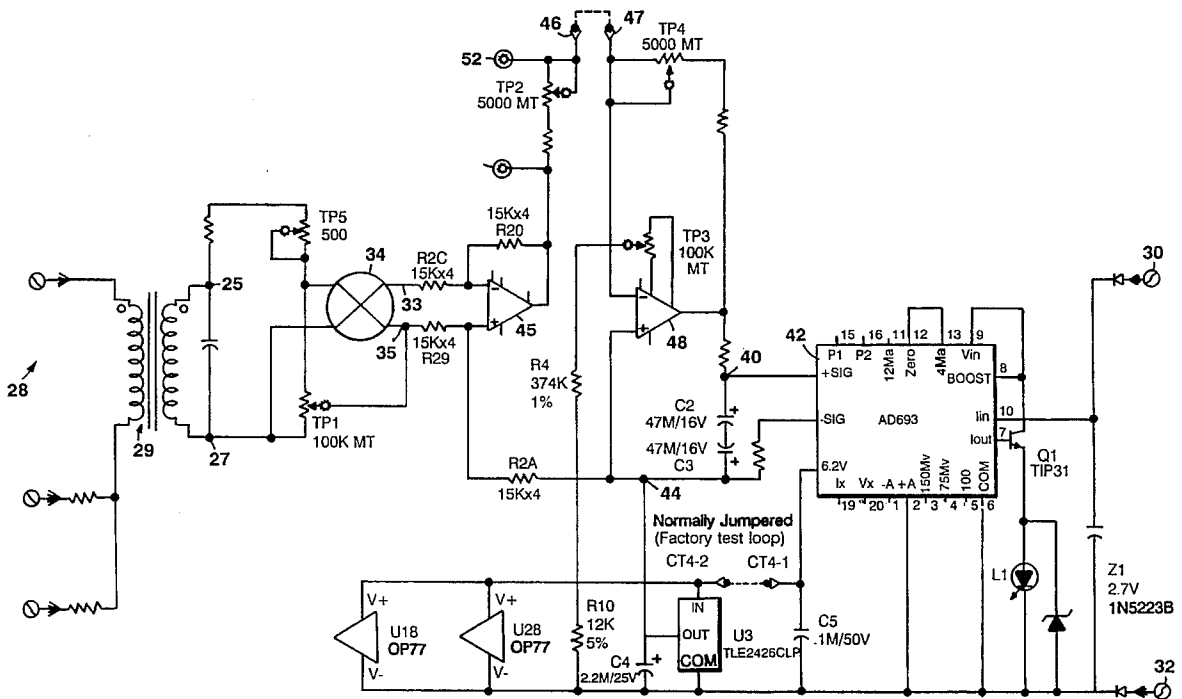 46
47
TP4
5000 MT
52
TP2
5000 MT
15Kx4
R20
TP5
500
34
R2C
15Kx4
TP3
100K
MT
30
25
33
45
48
42
15
16
11
12
13
9
P1
P2
12Ma
Zero
4Ma
Vin
+SIG
BOOST
8
35
15Kx4
R29
40
R4
374K
1%
28
C2
47M/16V
-SIG
AD693
Iin
10
Iout
7
Q1
TIP31
TP1
100K MT
29
27
47M/16V
C3
6.2V
R2A
15Kx4
44
Ix
Vx
-A
+A
150Mv
75Mv
100
COM
19
20
1
2
3
4
5
6
Normally Jumpered
(Factory test loop)
CT4-2
CT4-1
L1
Z1
2.7V
1N5223B
V+
U18
OP77
V-
V+
U28
OP77
V-
R10
12K
5%
IN
OUT
COM
U3
TLE2426CLP
C5
.1M/50V
C4
2.2M/25V
32